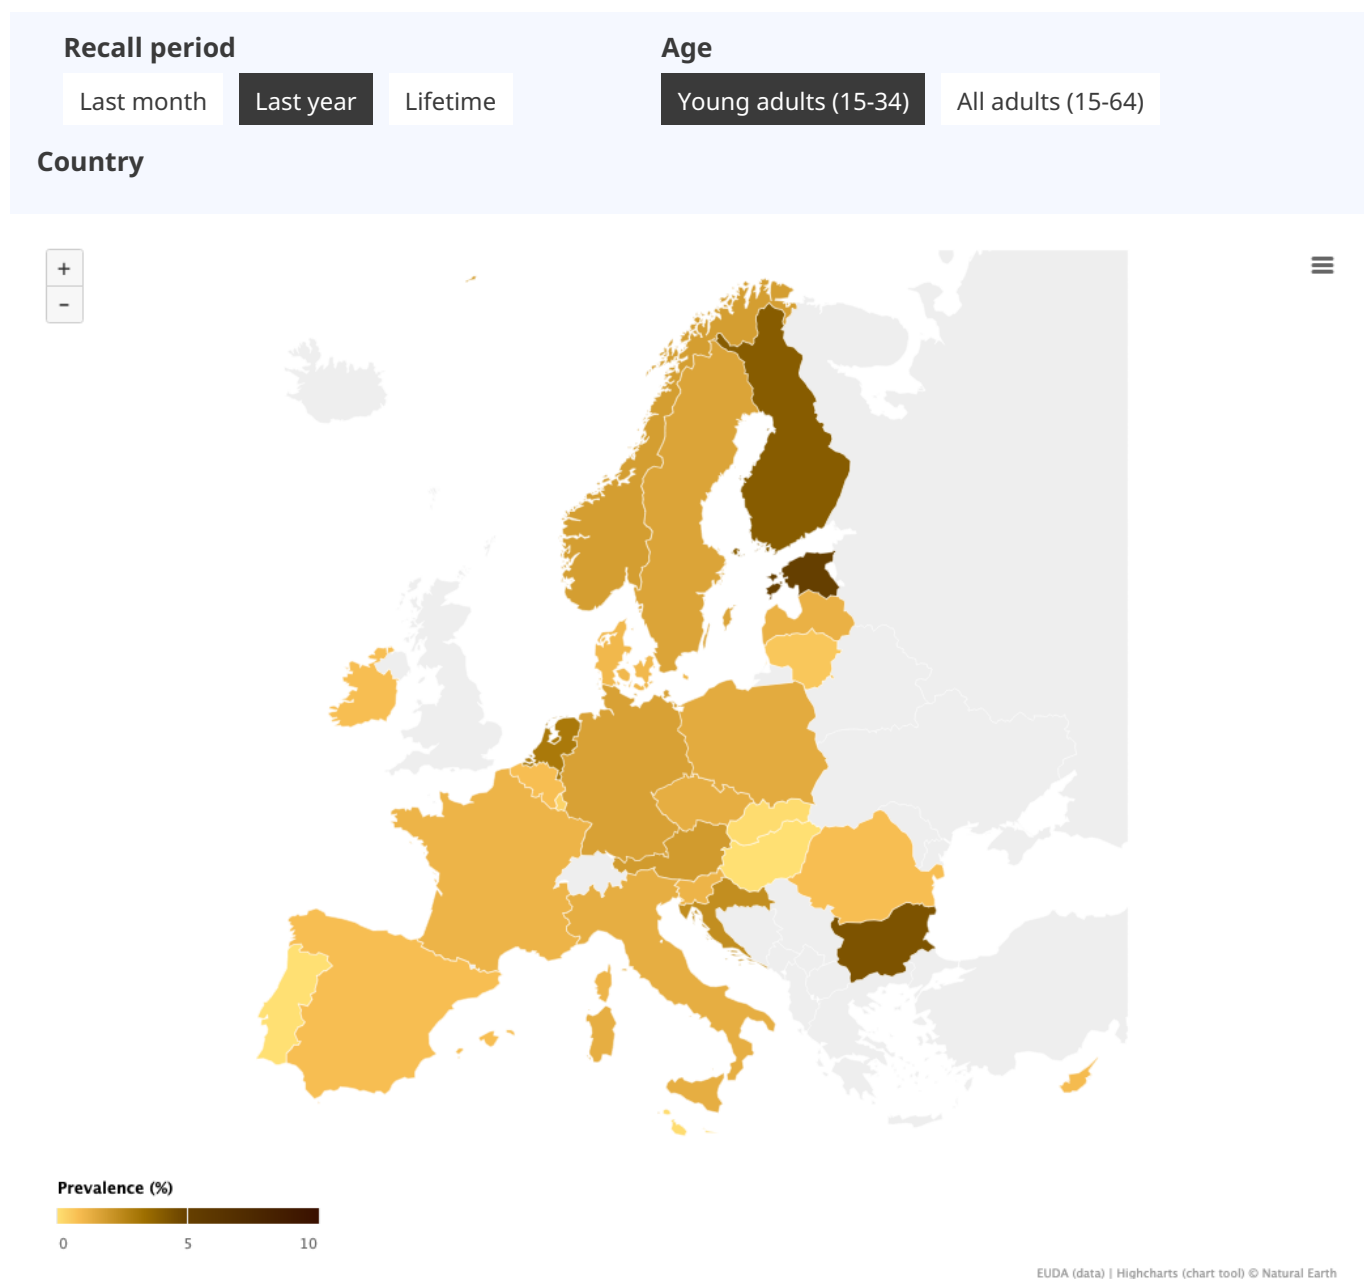 Recall period
Age
Last month
Last year
Lifetime
Young adults (15-34)
All adults (15-64)
Country
+
−
Prevalence (%)
0
5
10
EUDA (data) | Highcharts (chart tool) © Natural Earth